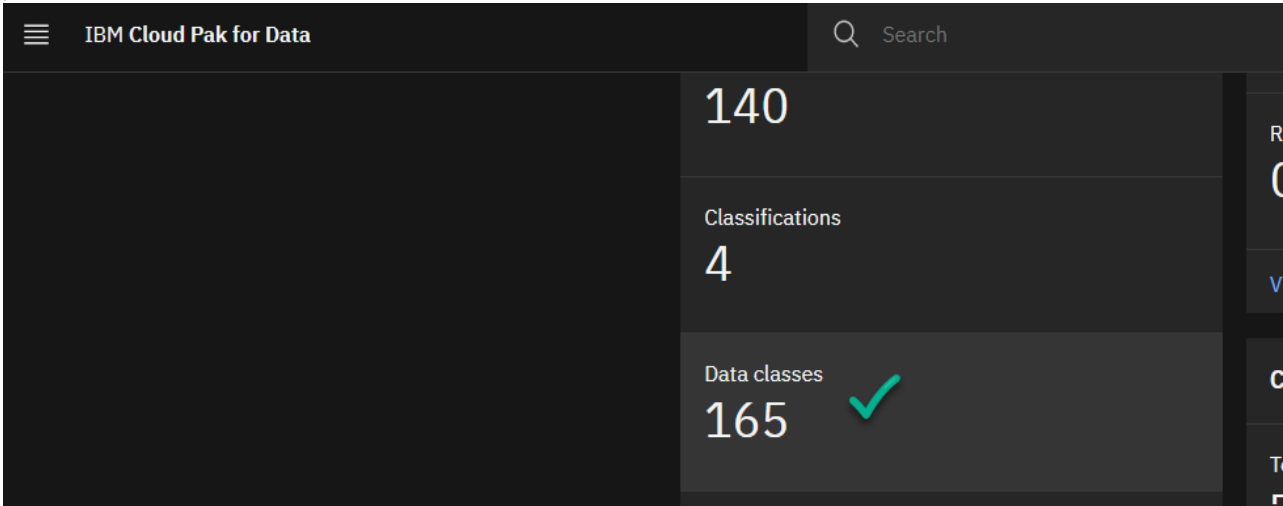 IBM Cloud Pak for Data
Search
140
Classifications
4
Data classes
165